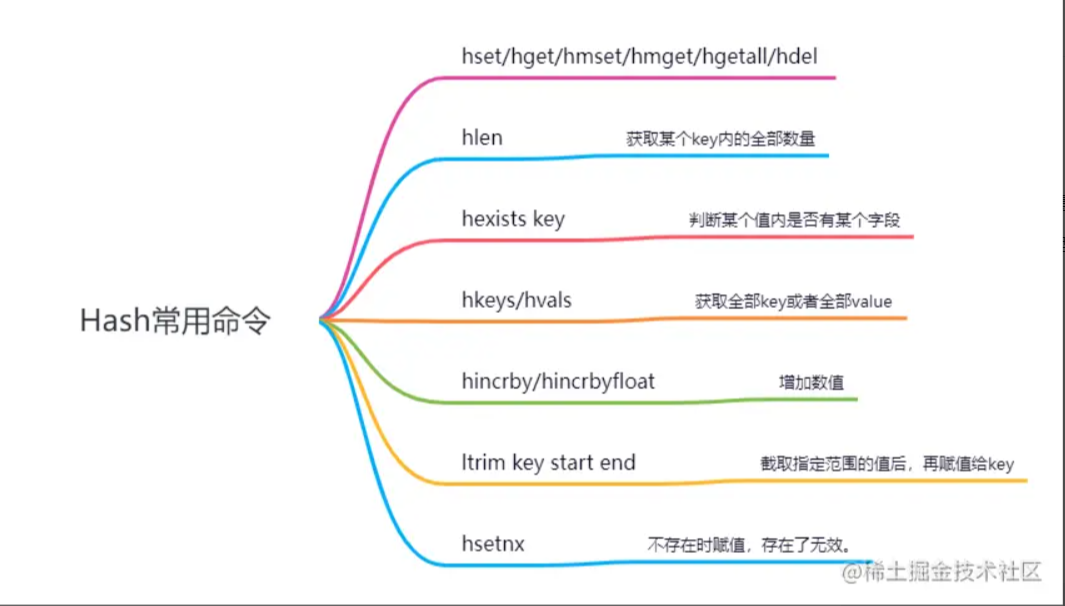 hset/hget/hmset/hmget/hgetall/hdel
hlen 获取某个key内的全部数量
hexists key 判断某个值内是否有某个字段
hkeys/hvals 获取全部key或者全部value
Hash常用命令
hincrby/hincrbyfloat 增加数值
ltrim key start end 截取指定范围的值后，再赋值给key
hsetnx 不存在时赋值，存在了无效。
@稀土掘金技术社区